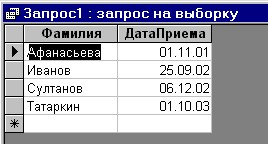 Запрос1 : запрос на выборку
Фамилия ДатаПриема
Афанасьева 01.11.01
Иванов 25.09.02
Султанов 06.12.02
Татаркин 01.10.03